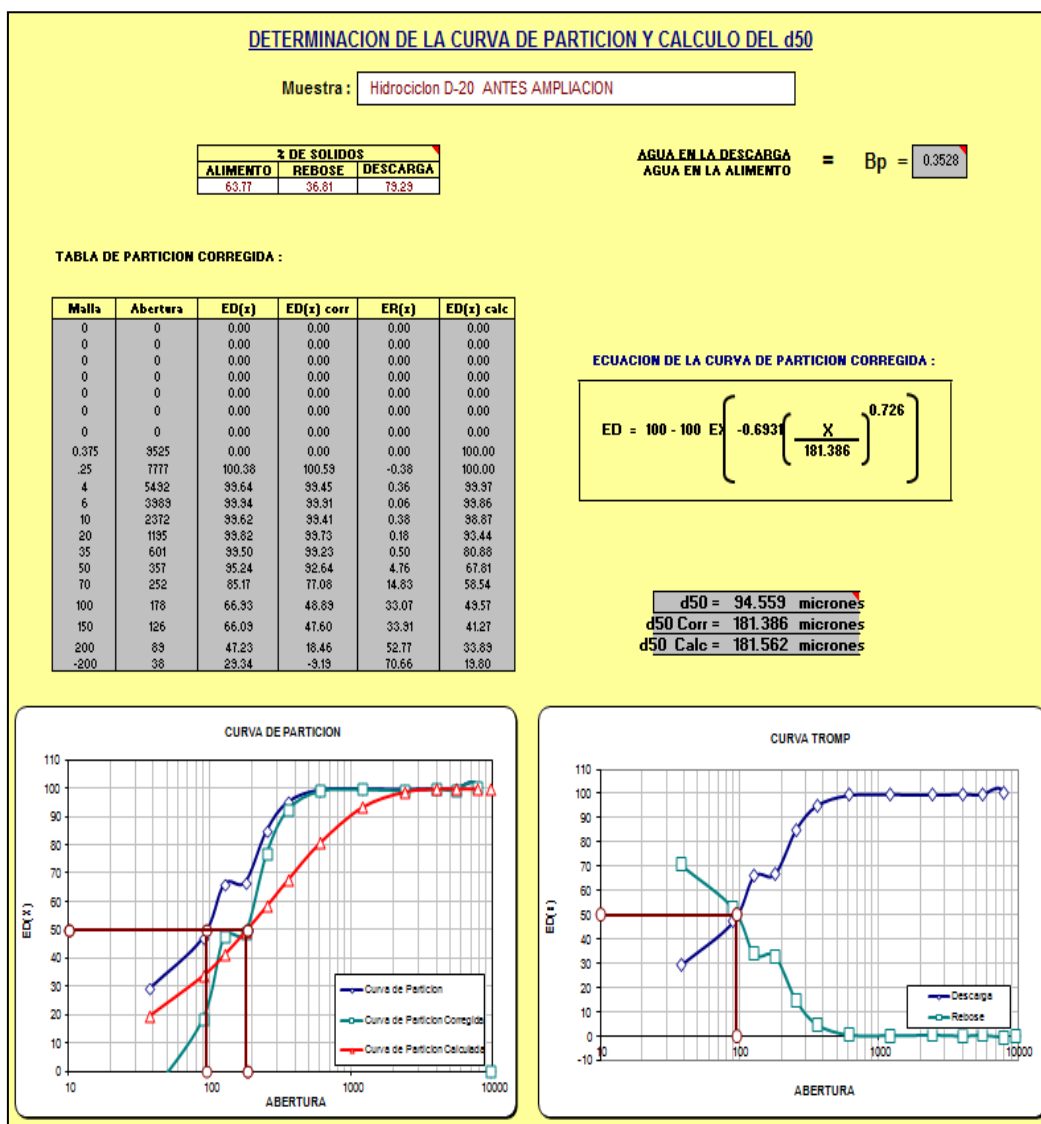 DETERMINACION DE LA CURVA DE PARTICION Y CALCULO DEL d50
Muestra : Hidrociclon D-20 ANTES AMPLIACION
% DE SOLIDOS
ALIMENTO REBOSE DESCARGA
63.77 36.81 79.29
AGUA EN LA DESCARGA
AGUA EN LA ALIMENTO
= Bp = 0.3528
TABLA DE PARTICION CORREGIDA :
Malla Abertura ED(x) ED(x) corr ER(x) ED(x) calc
0 0 0.00 0.00 0.00 0.00
0 0 0.00 0.00 0.00 0.00
0 0 0.00 0.00 0.00 0.00
0 0 0.00 0.00 0.00 0.00
0 0 0.00 0.00 0.00 0.00
0 0 0.00 0.00 0.00 0.00
0 0 0.00 0.00 0.00 0.00
0.375 9525 0.00 0.00 0.00 100.00
.25 7777 100.38 100.59 -0.38 100.00
4 5492 99.64 99.45 0.36 99.97
6 3989 99.94 99.91 0.06 99.86
10 2372 99.62 99.41 0.38 98.87
20 1195 99.82 99.73 0.18 93.44
35 601 99.50 99.23 0.50 80.88
50 357 95.24 92.64 4.76 67.81
70 252 85.17 77.08 14.83 58.54
100 178 66.93 48.89 33.07 49.57
150 126 66.09 47.60 33.91 41.27
200 89 47.23 18.46 52.77 33.89
-200 38 29.34 -9.19 70.66 19.80
ECUACION DE LA CURVA DE PARTICION CORREGIDA :
ED = 100 - 100 EX ( -0.6931 ( X / 181.386 ) 0.726 )
d50 = 94.559 micrones
d50 Corr = 181.386 micrones
d50 Calc = 181.562 micrones
CURVA DE PARTICION
ED(X)
110
100
90
80
70
60
50
40
30
20
10
0
10 100 1000 10000
ABERTURA
Curva de Particion
Curva de Particion Corregida
Curva de Particion Calculada
CURVA TROMP
ED(x)
110
100
90
80
70
60
50
40
30
20
10
0
-10
10 100 1000 10000
ABERTURA
Descarga
Rebose